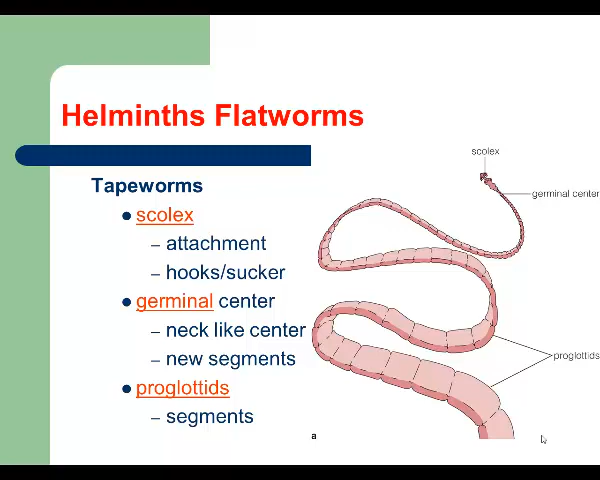 Helminths Flatworms
Tapeworms
● scolex
– attachment
– hooks/sucker
● germinal center
– neck like center
– new segments
● proglottids
– segments
scolex
germinal center
proglottids
a